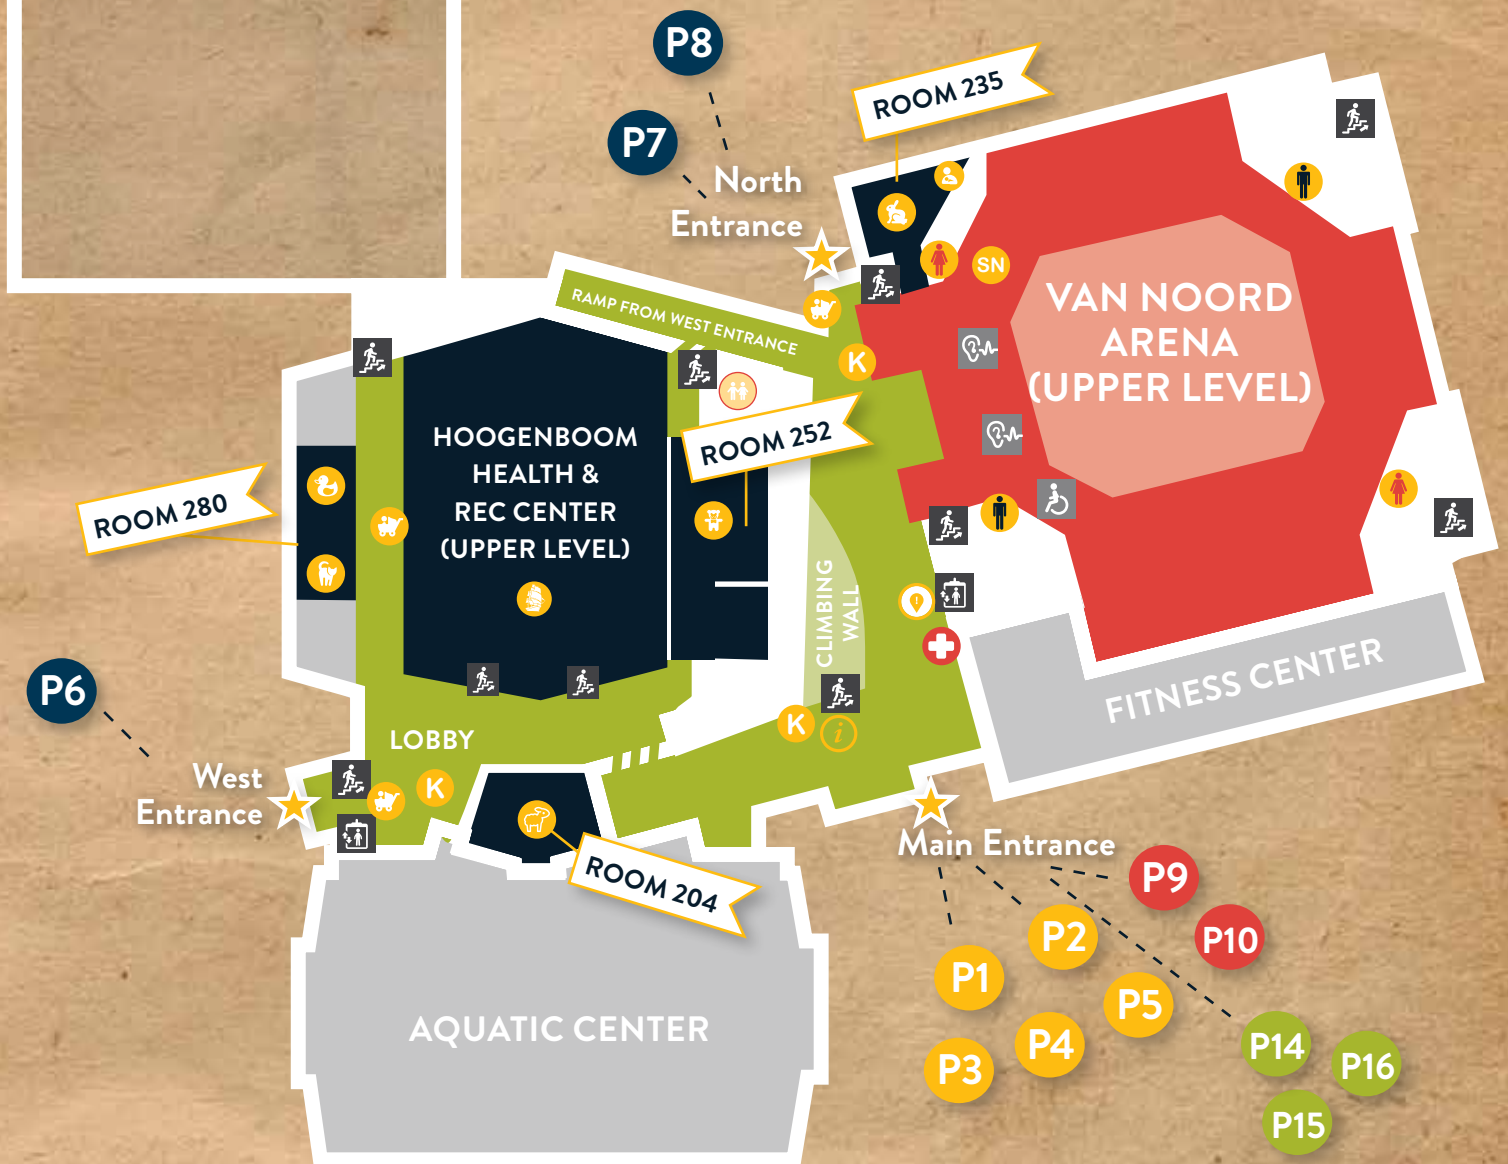 P8
P7
North
Entrance
ROOM 235
SN
VAN NOORD
ARENA
(UPPER LEVEL)
RAMP FROM WEST ENTRANCE
K
HOOGENBOOM
HEALTH &
REC CENTER
(UPPER LEVEL)
ROOM 252
ROOM 280
CLIMBING
WALL
FITNESS CENTER
P6
West
Entrance
LOBBY
K
K
i
ROOM 204
Main Entrance
P9
P10
P2
P1
P5
P4
P3
P14
P16
P15
AQUATIC CENTER